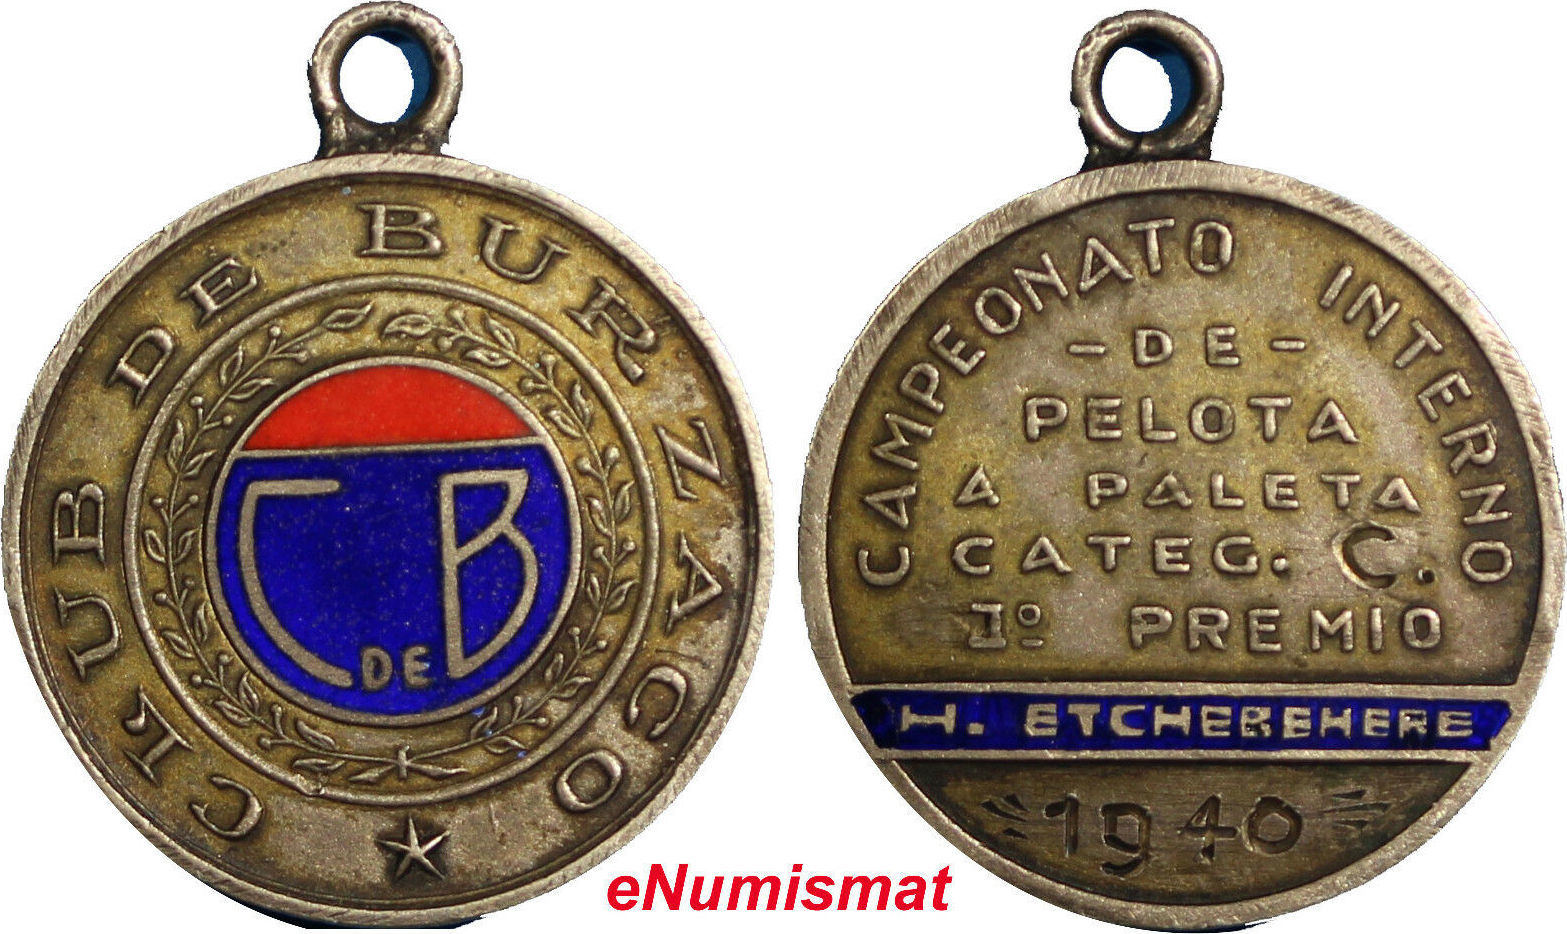 CLUB DE BURZACO
C DE B
CAMPEONATO INTERNO
- DE -
PELOTA
A PALETA
CATEG. C.
1º PREMIO
H. ETCHEBEHERE
1940
eNumismat